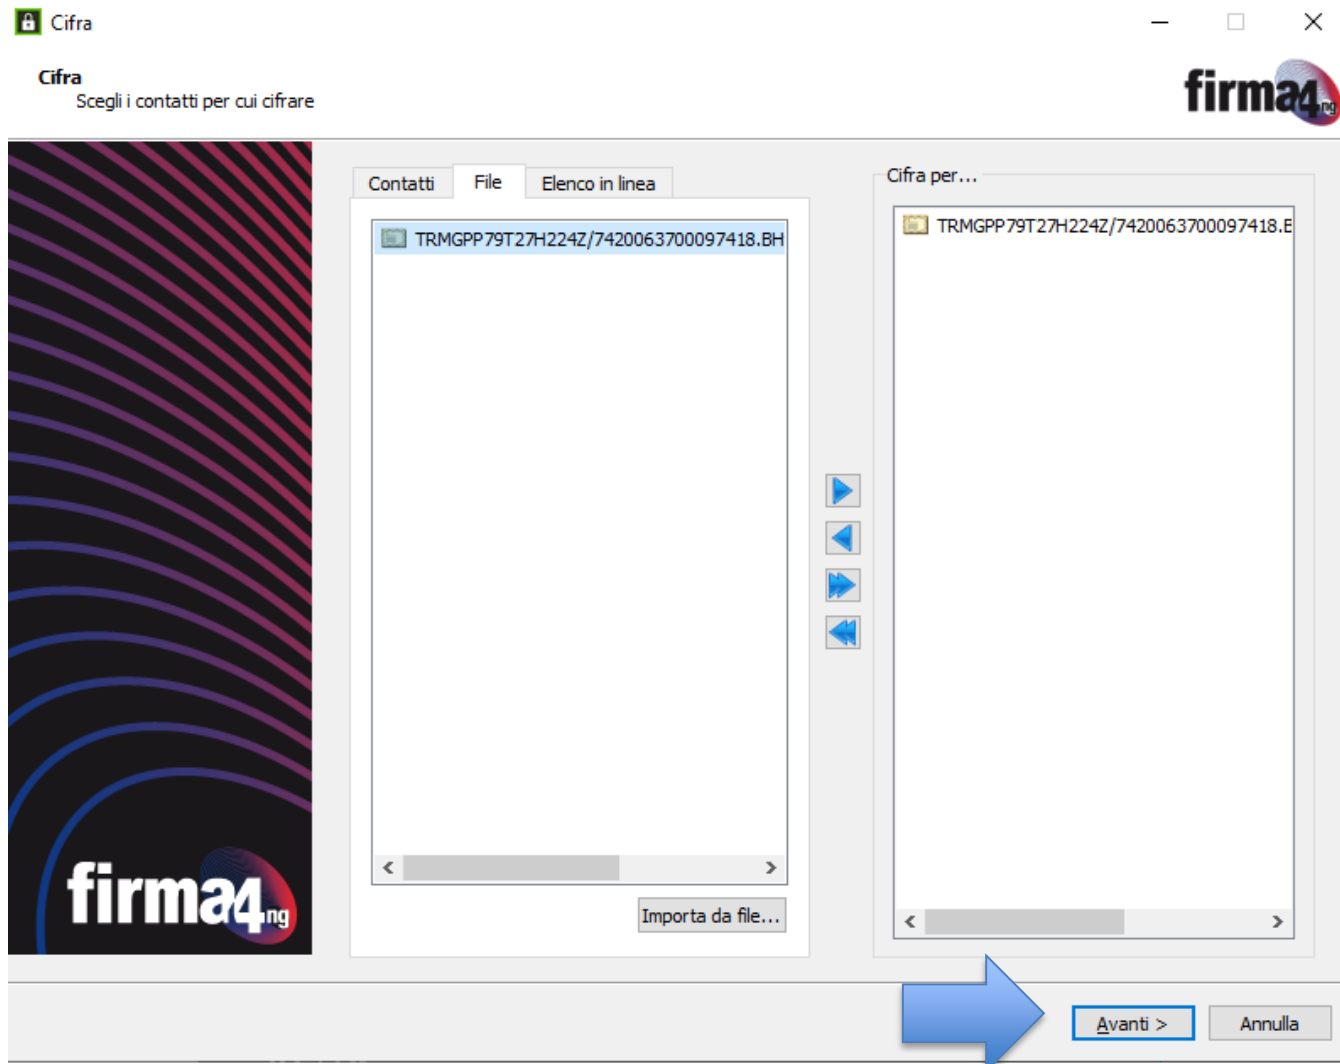 Cifra
Cifra
Scegli i contatti per cui cifrare
firma4ng
Contatti
File
Elenco in linea
Cifra per...
TRMGPP79T27H224Z/7420063700097418.BH
TRMGPP79T27H224Z/7420063700097418.E
firma4ng
Importa da file...
Avanti >
Annulla